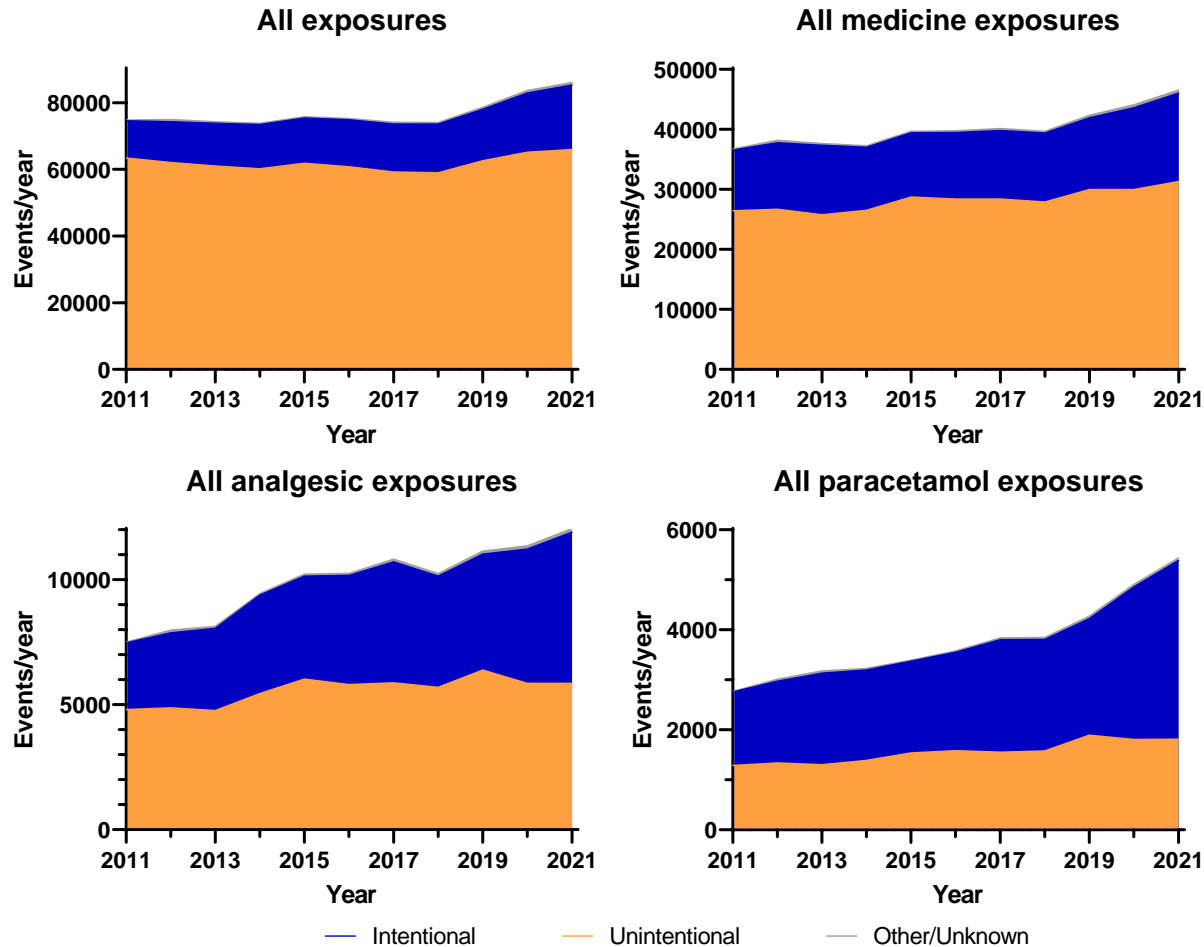 All exposures
80000
60000
40000
20000
0
Events/year
2011 2013 2015 2017 2019 2021
Year
All medicine exposures
50000
40000
30000
20000
10000
0
Events/year
2011 2013 2015 2017 2019 2021
Year
All analgesic exposures
10000
5000
0
Events/year
2011 2013 2015 2017 2019 2021
Year
All paracetamol exposures
6000
4000
2000
0
Events/year
2011 2013 2015 2017 2019 2021
Year
Intentional Unintentional Other/Unknown